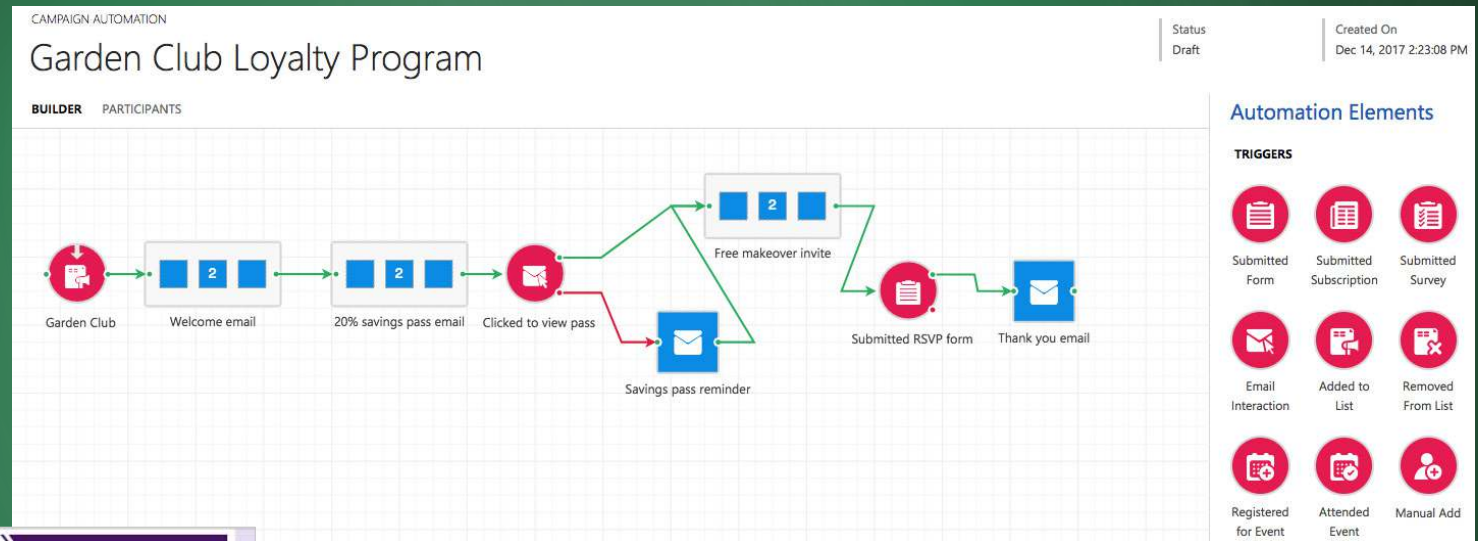 CAMPAIGN AUTOMATION
Garden Club Loyalty Program
Status
Draft
Created On
Dec 14, 2017 2:23:08 PM
BUILDER PARTICIPANTS
Garden Club
2
Welcome email
2
20% savings pass email
Clicked to view pass
2
Free makeover invite
Savings pass reminder
Submitted RSVP form
Thank you email
Automation Elements
TRIGGERS
Submitted
Form
Submitted
Subscription
Submitted
Survey
Email
Interaction
Added to
List
Removed
From List
Registered
for Event
Attended
Event
Manual Add